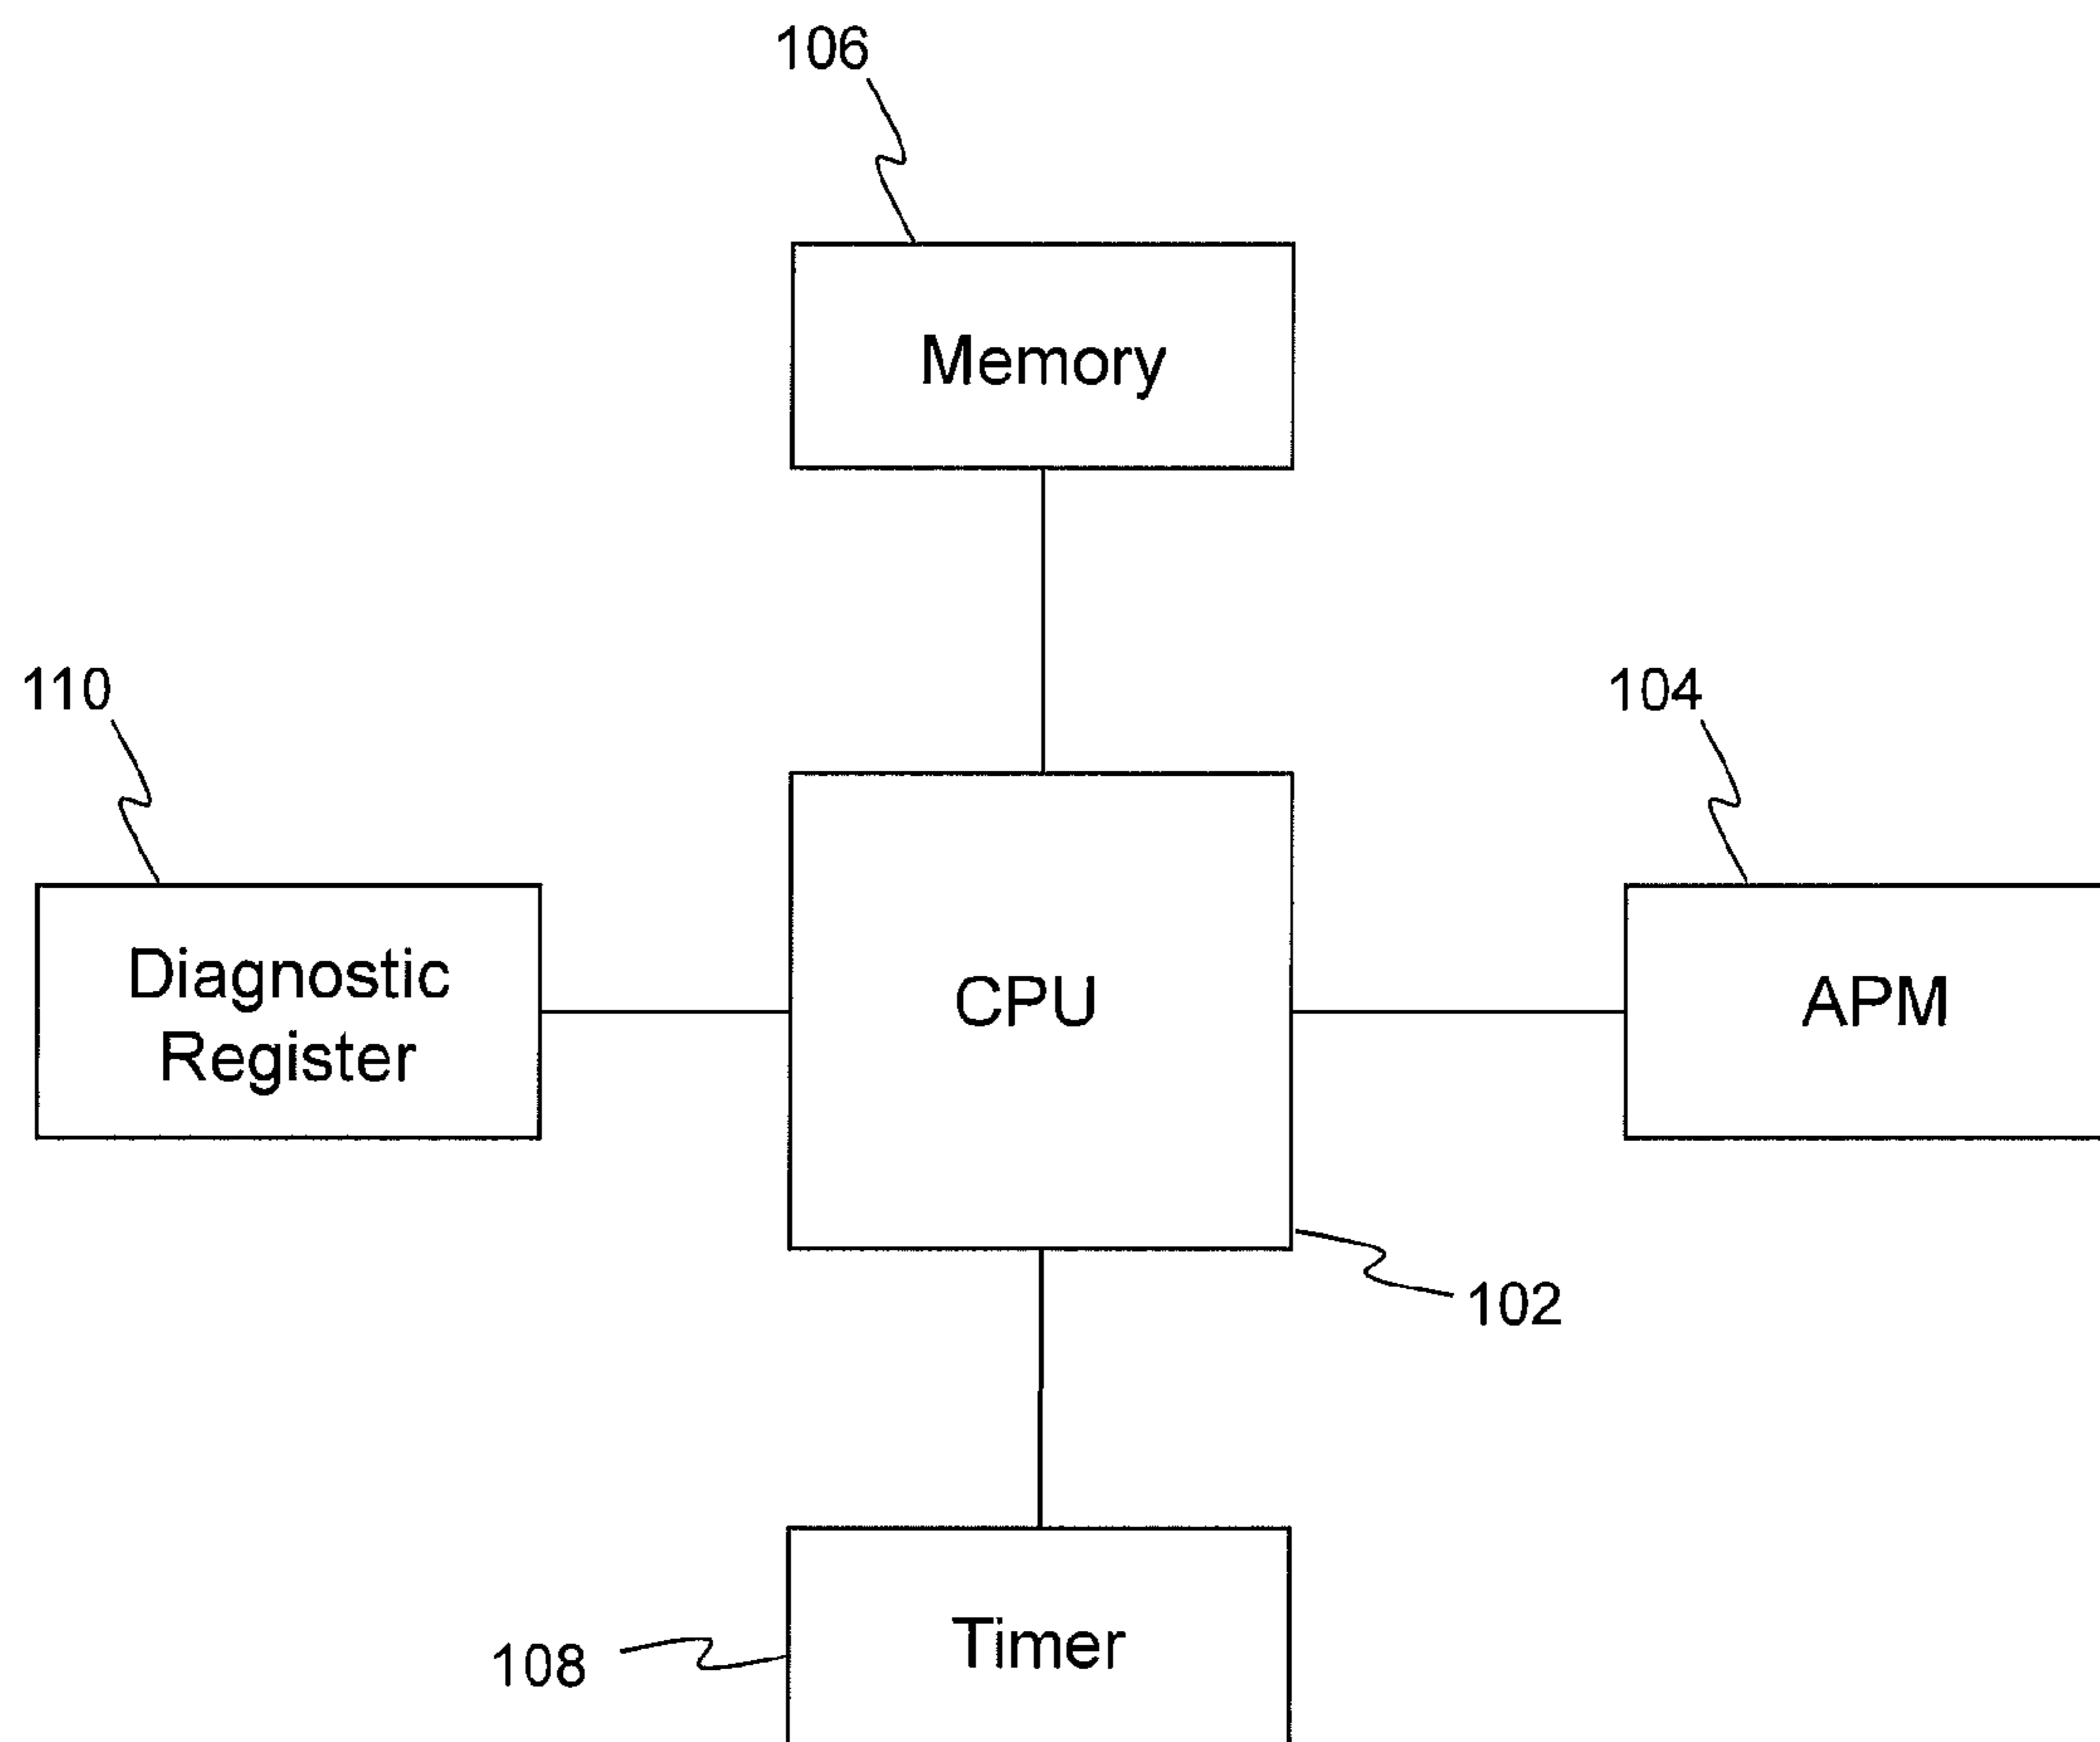 106
Memory
110
104
Diagnostic
Register
CPU
APM
102
Timer
108